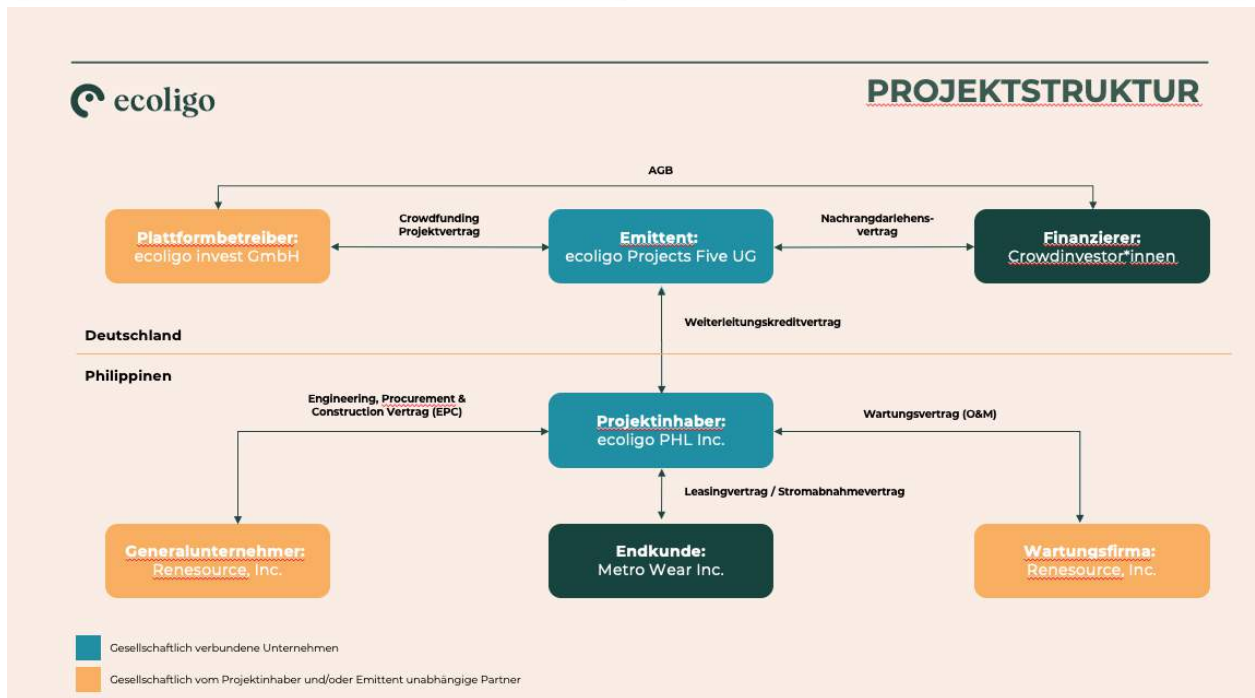 ecoligo
PROJEKTSTRUKTUR
AGB
Plattformbetreiber:
ecoligo invest GmbH
Crowdfunding
Projektvertrag
Emittent:
ecoligo Projects Five UG
Nachrangdarlehens-
vertrag
Finanzierer:
Crowdinvestor*innen
Weiterleitungskreditvertrag
Deutschland
Philippinen
Engineering, Procurement &
Construction Vertrag (EPC)
Projektinhaber:
ecoligo PHL Inc.
Wartungsvertrag (O&M)
Leasingvertrag / Stromabnahmevertrag
Generalunternehmer:
Renesource, Inc.
Endkunde:
Metro Wear Inc.
Wartungsfirma:
Renesource, Inc.
Gesellschaftlich verbundene Unternehmen
Gesellschaftlich vom Projektinhaber und/oder Emittent unabhängige Partner